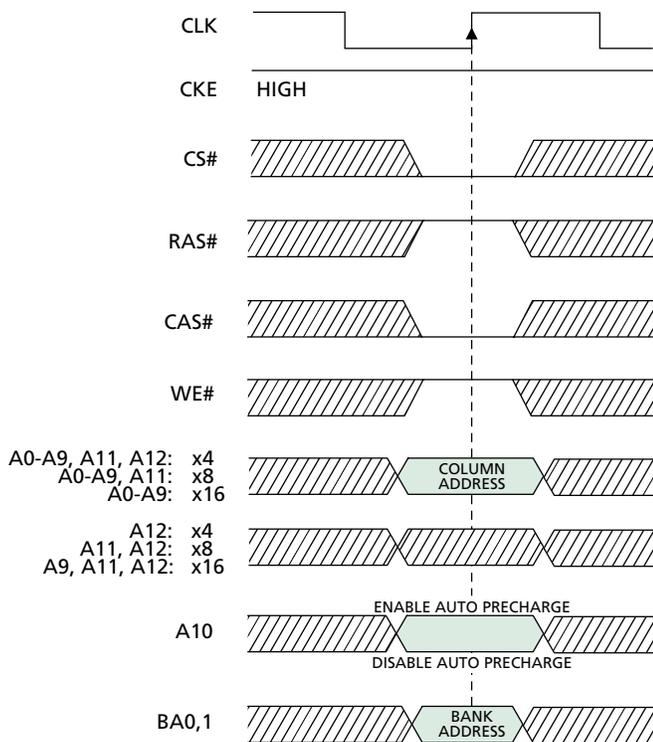 CLK
CKE HIGH
CS#
RAS#
CAS#
WE#
A0-A9, A11, A12: x4
A0-A9, A11: x8
A0-A9: x16
COLUMN
ADDRESS
A12: x4
A11, A12: x8
A9, A11, A12: x16
ENABLE AUTO PRECHARGE
A10
DISABLE AUTO PRECHARGE
BA0,1
BANK
ADDRESS